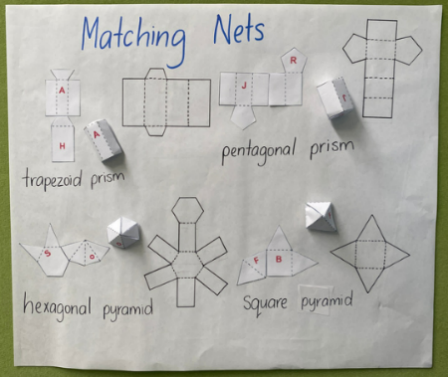 Matching Nets
A
H
A
trapezoid prism
J
R
r
pentagonal prism
S
o
hexagonal pyramid
F
B
Square pyramid